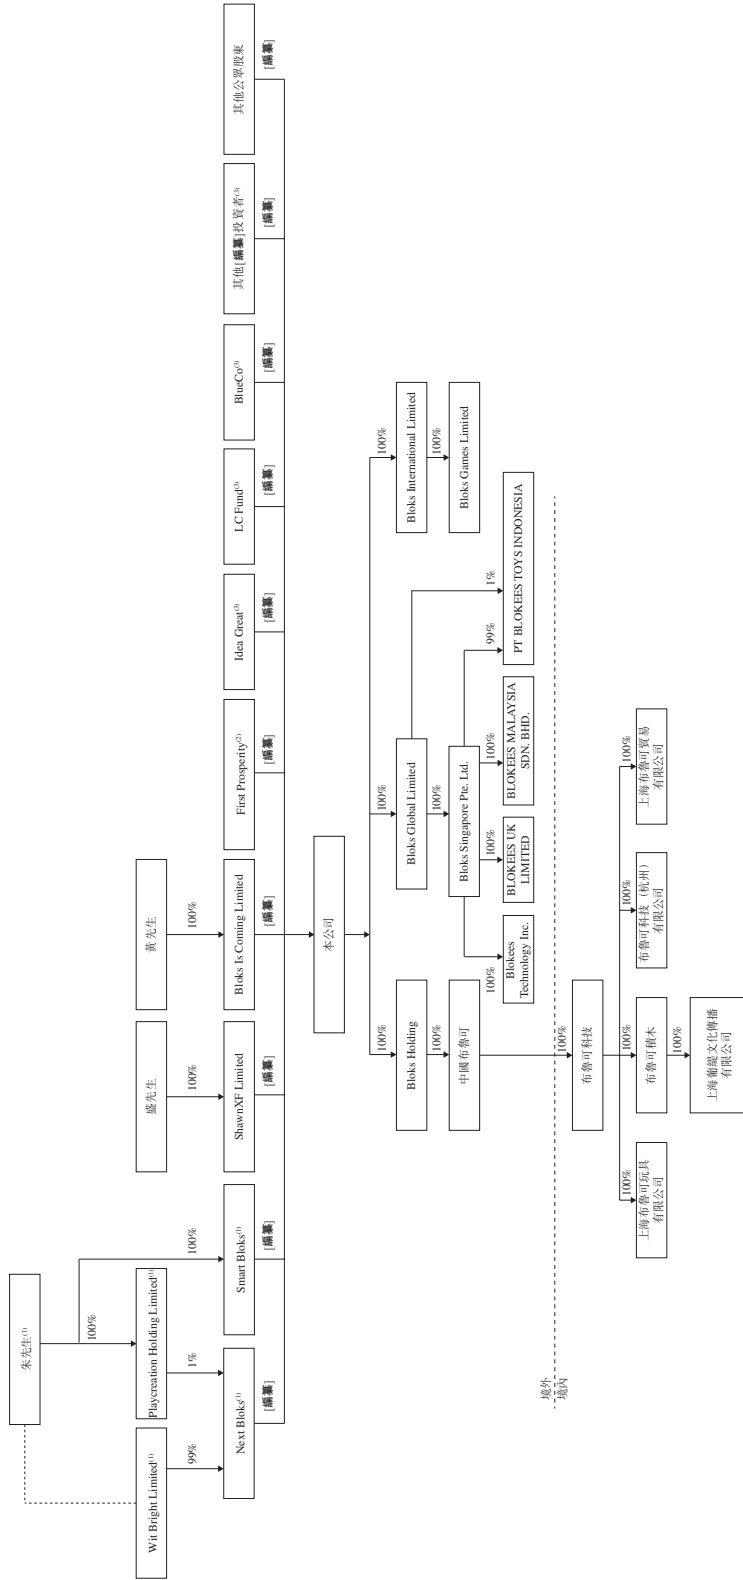 朱先生(1)
100%
Wit Bright Limited(1)
Playcreation Holding Limited(1)
盛先生
黃先生
99%
1%
100%
100%
100%
Next Bloks(1)
Smart Bloks(1)
ShawnXF Limited
Bloks Is Coming Limited
First Prosperity(2)
Idea Great(3)
LC Fund(3)
BlueCo(3)
其他[編纂]投資者(3)
其他公眾股東
[編纂]
[編纂]
[編纂]
[編纂]
[編纂]
[編纂]
[編纂]
[編纂]
[編纂]
[編纂]
本公司
100%
100%
100%
Bloks Holding
Bloks Global Limited
Bloks International Limited
100%
100%
100%
中國布魯可
Bloks Singapore Pte. Ltd.
Bloks Games Limited
100%
100%
100%
99%
1%
Blokees
Technology Inc.
BLOKEES UK
LIMITED
BLOKEES MALAYSIA
SDN. BHD.
PT BLOKEES TOYS INDONESIA
境外
境內
100%
布魯可科技
100%
100%
100%
100%
上海布魯可玩具
有限公司
布魯可積木
布魯可科技（杭州）
有限公司
上海布魯可貿易
有限公司
100%
上海葡緹文化傳播
有限公司